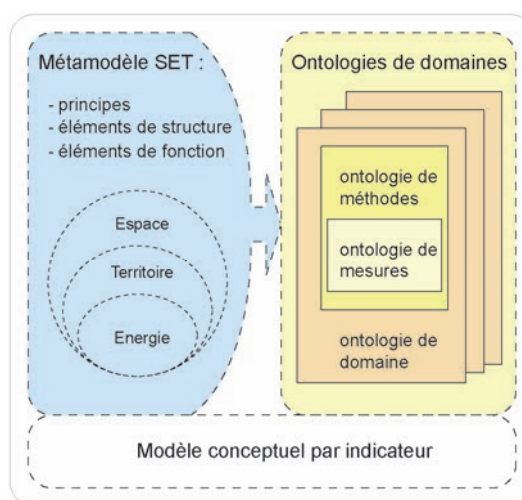 Métamodèle SET :
- principes
- éléments de structure
- éléments de fonction
Espace
Territoire
Energie
Ontologies de domaines
ontologie de
méthodes
ontologie de
mesures
ontologie de
domaine
Modèle conceptuel par indicateur